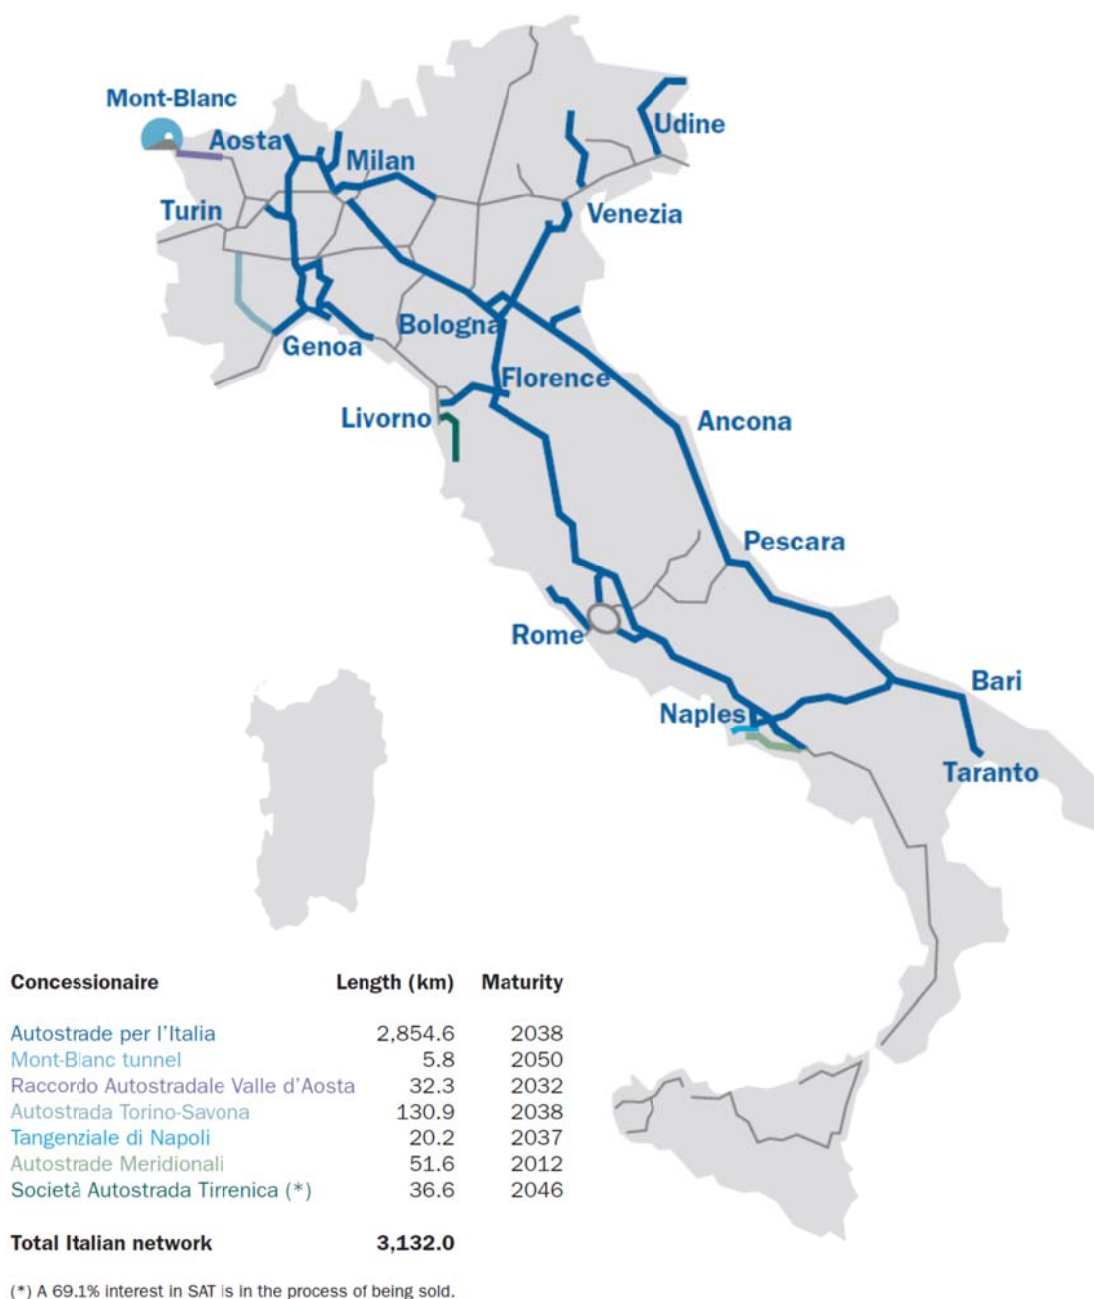 Mont-Blanc
Aosta
Milan
Udine
Turin
Venezia
Bologna
Genoa
Florence
Livorno
Ancona
Pescara
Rome
Bari
Naples
Taranto
Concessionaire Length (km) Maturity
Autostrade per l'Italia 2,854.6 2038
Mont-Blanc tunnel 5.8 2050
Raccordo Autostradale Valle d'Aosta 32.3 2032
Autostrada Torino-Savona 130.9 2038
Tangenziale di Napoli 20.2 2037
Autostrade Meridionali 51.6 2012
Società Autostrada Tirrenica (*) 36.6 2046
Total Italian network 3,132.0
(*) A 69.1% interest in SAT is in the process of being sold.